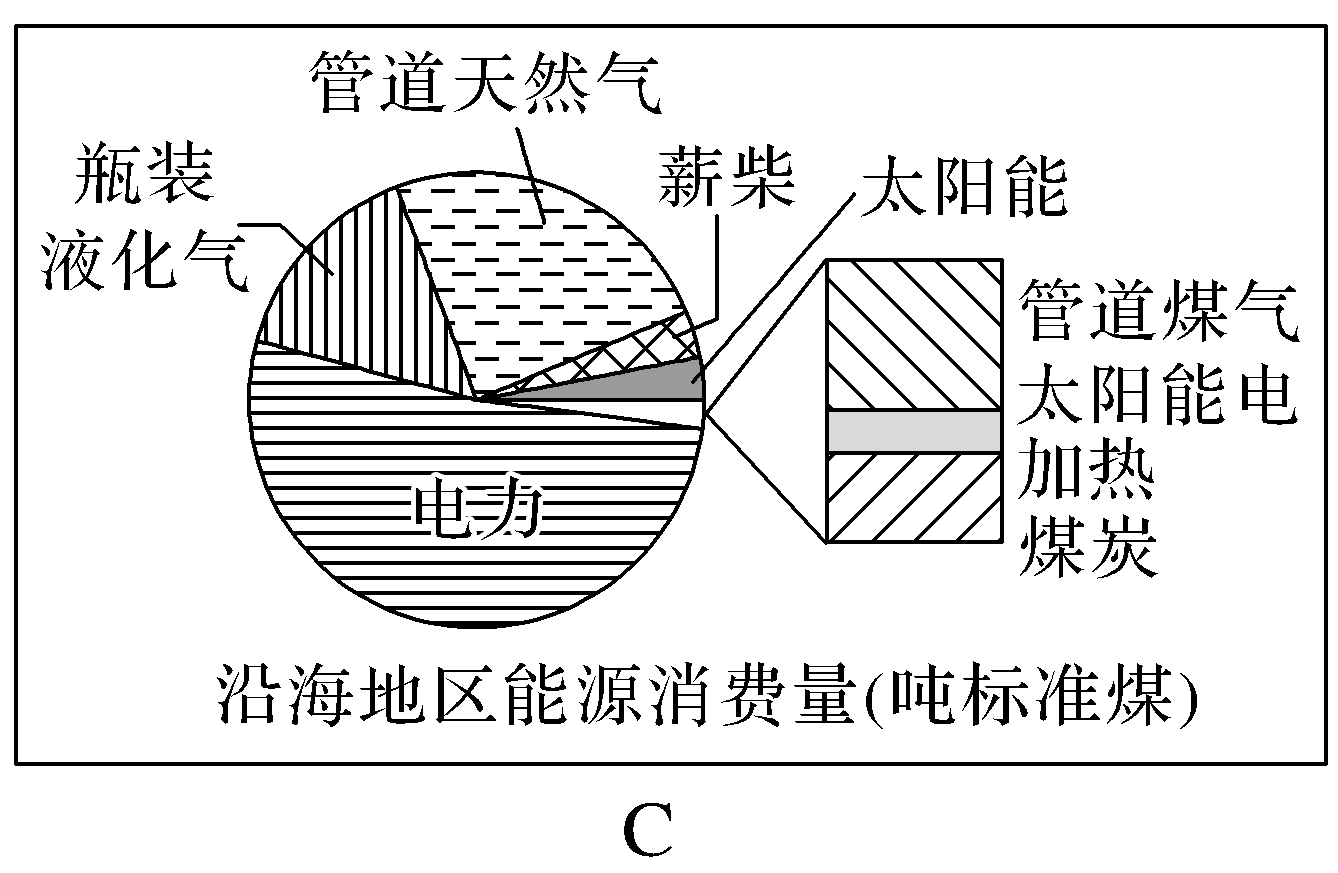 管道天然气
瓶装
液化气
薪柴
太阳能
管道煤气
太阳能电
加热
煤炭
电力
沿海地区能源消费量(吨标准煤)
C